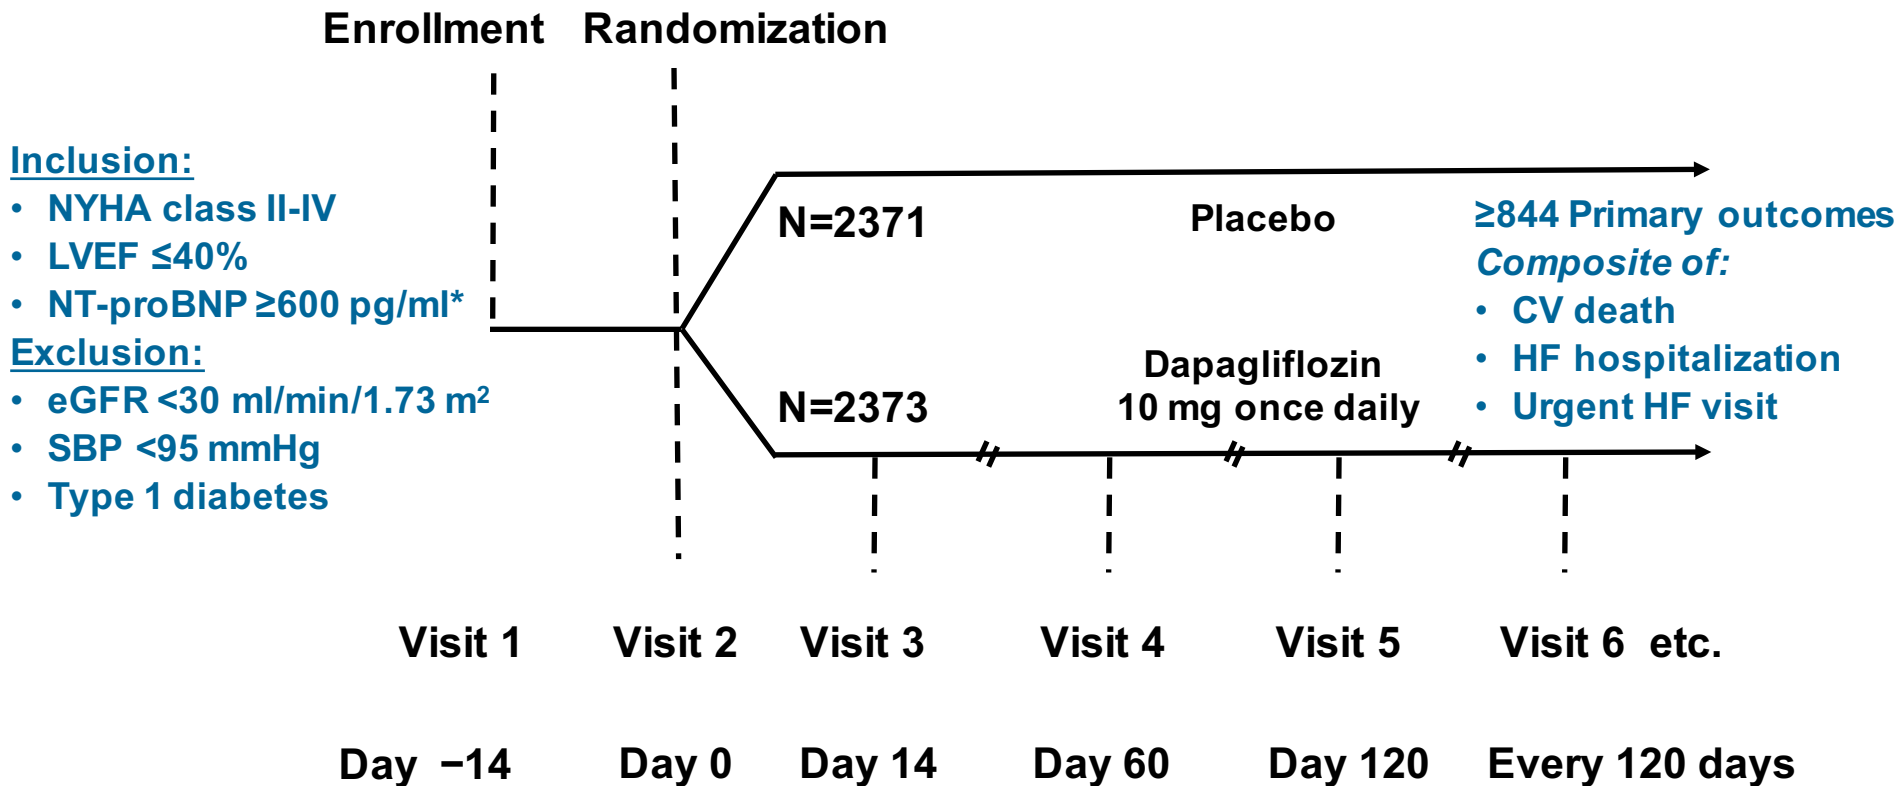 Enrollment Randomization
Inclusion:
• NYHA class II-IV
• LVEF ≤40%
• NT-proBNP ≥600 pg/ml*
Exclusion:
• eGFR <30 ml/min/1.73 m²
• SBP <95 mmHg
• Type 1 diabetes
N=2371
Placebo
N=2373
Dapagliflozin
10 mg once daily
≥844 Primary outcomes
Composite of:
• CV death
• HF hospitalization
• Urgent HF visit
Visit 1 Visit 2 Visit 3 Visit 4 Visit 5 Visit 6 etc.
Day −14 Day 0 Day 14 Day 60 Day 120 Every 120 days